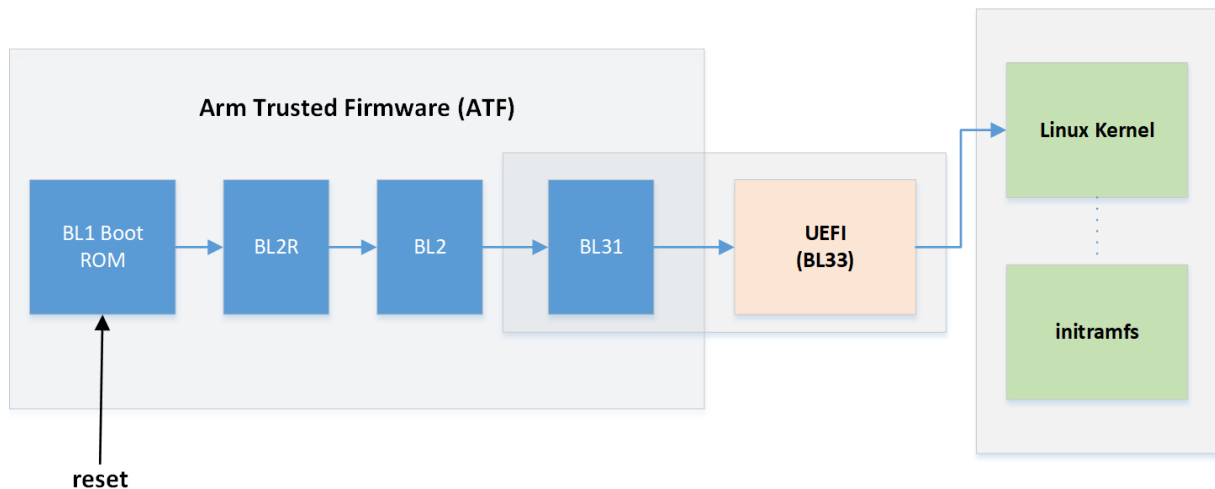 Arm Trusted Firmware (ATF)
BL1 Boot
ROM
BL2R
BL2
BL31
UEFI
(BL33)
Linux Kernel
initramfs
reset